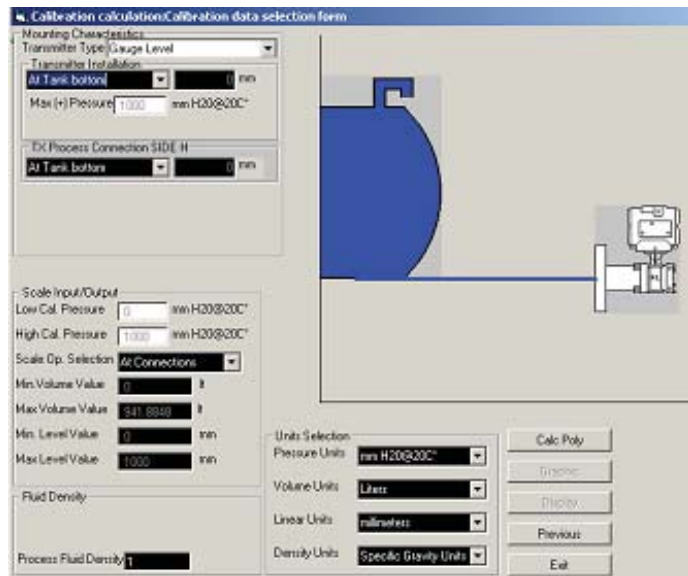 Calibration calculation:Calibration data selection form
Mounting Characteristics
Transmitter Type Gauge Level
Transmitter Installation
At Tank bottom 0 mm
Max (+) Pressure 1000 mm H20@20C°
TX Process Connection SIDE H
At Tank bottom 0 mm
Scale Input/Output
Low Cal. Pressure 0 mm H20@20C°
High Cal. Pressure 1000 mm H20@20C°
Scale Op. Selection At Connections
Min.Volume Value 0 lt
Max Volume Value 941.8848 lt
Min. Level Value 0 mm
Max Level Value 1000 mm
Fluid Density
Process Fluid Density 1
Units Selection
Pressure Units mm H20@20C°
Volume Units Liters
Linear Units millimeters
Density Units Specific Gravity Units
Calc Poly
Graphic
Display
Previous
Exit